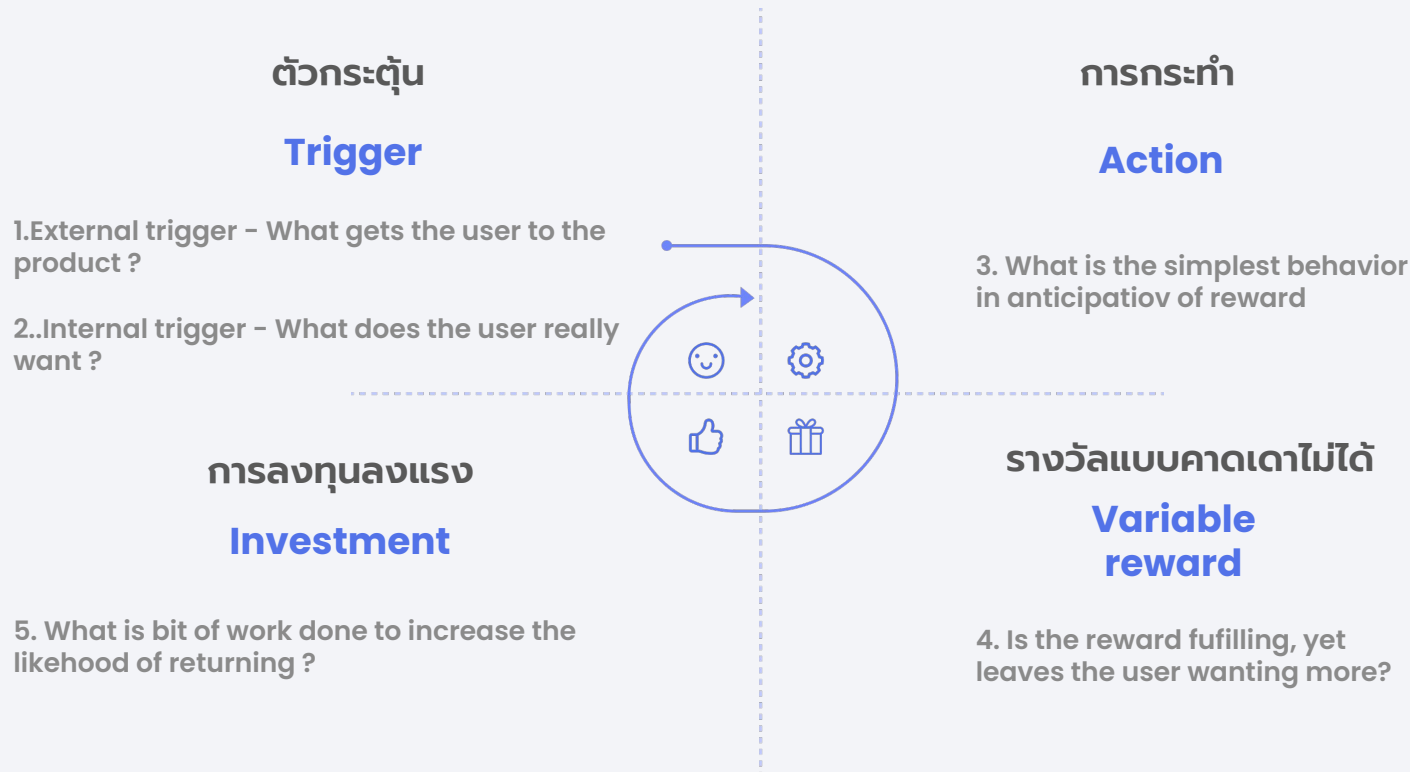 ตัวกระตุ้น
Trigger
1.External trigger - What gets the user to the
product ?
2..Internal trigger - What does the user really
want ?
การกระทำ
Action
3. What is the simplest behavior
in anticipatiov of reward
การลงทุนลงแรง
Investment
5. What is bit of work done to increase the
likehood of returning ?
รางวัลแบบคาดเดาไม่ได้
Variable
reward
4. Is the reward fufilling, yet
leaves the user wanting more?